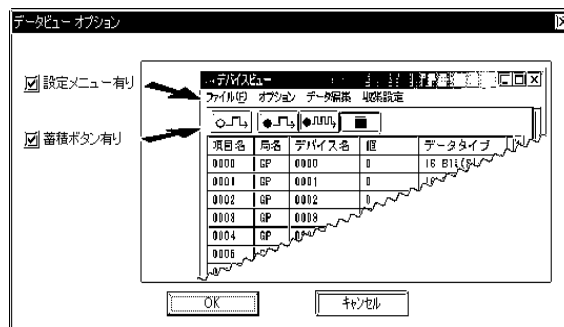 データビュー オプション
設定メニュー有り
蓄積ボタン有り
デバイスビュー
ファイル(F) オプション データ編集 収集設定
項目名 局名 デバイス名 値 データタイプ
0000 GP 0000 0 16 Bit(
0001 GP 0001 0
0002 GP 0002 0
0003 GP 0003
0004 GP
0005 GP
OK キャンセル